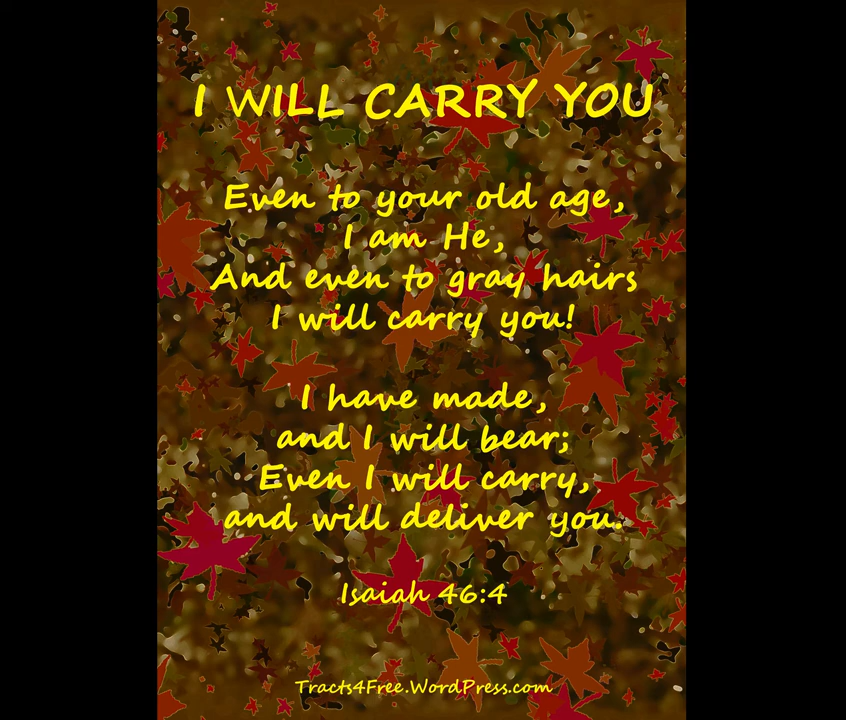 I WILL CARRY YOU
Even to your old age,
I am He,
And even to gray hairs
I will carry you!
I have made,
and I will bear;
Even I will carry,
and will deliver you.
Isaiah 46:4
Tracts4Free.WordPress.com